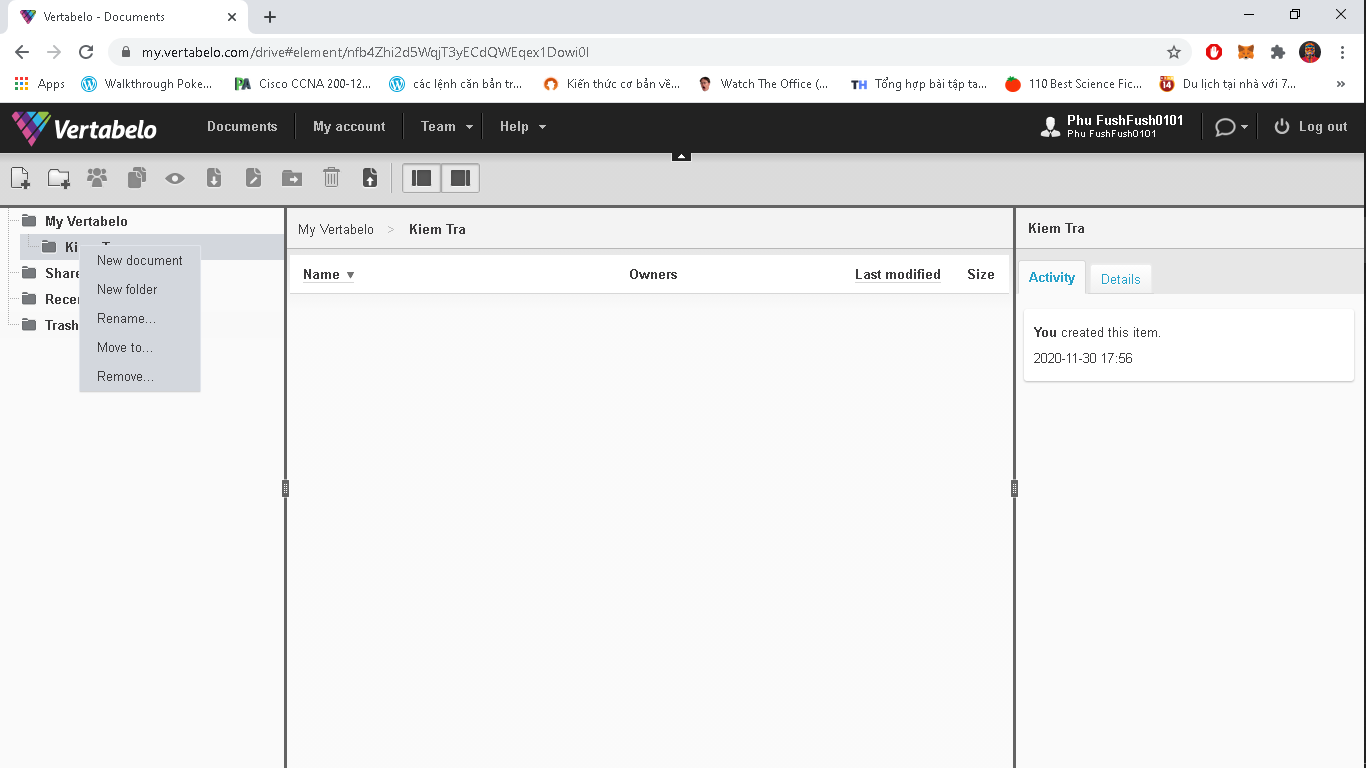 Vertabelo - Documents
my.vertabelo.com/drive#element/nfb4Zhi2d5WqjT3yECdQWEqex1Dowi0l
Apps Walkthrough Poke... PA Cisco CCNA 200-12... các lệnh căn bản tr... Kiến thức cơ bản về... Watch The Office (... TH Tổng hợp bài tập ta... 110 Best Science Fic... 14 Du lịch tại nhà với 7... »
Vertabelo Documents My account Team Help Phu FushFush0101 Log out
Phu FushFush0101
My Vertabelo
New document
New folder
Rename...
Move to...
Remove...
Trash
My Vertabelo > Kiem Tra
Name Owners Last modified Size
Kiem Tra
Activity Details
You created this item.
2020-11-30 17:56